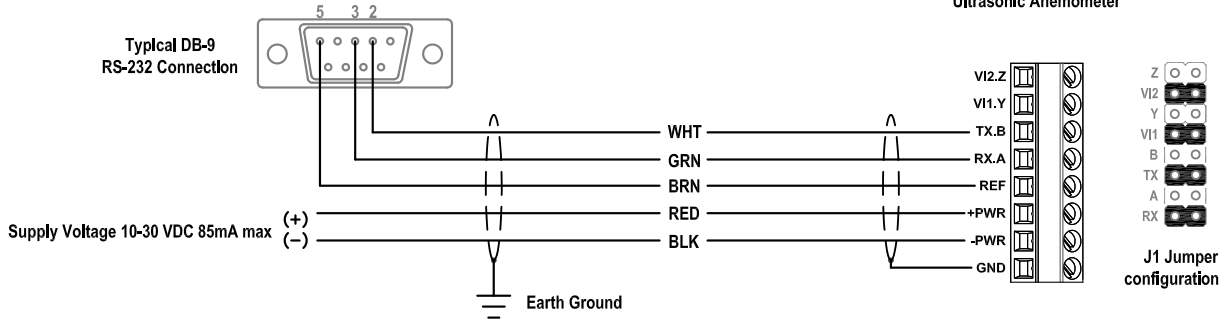 Ultrasonic Anemometer
5 3 2
Typical DB-9
RS-232 Connection
WHT
GRN
BRN
RED
BLK
Supply Voltage 10-30 VDC 85mA max
(+)
(−)
Earth Ground
VI2.Z
VI1.Y
TX.B
RX.A
REF
+PWR
-PWR
GND
Z
VI2
Y
VI1
B
TX
A
RX
J1 Jumper
configuration